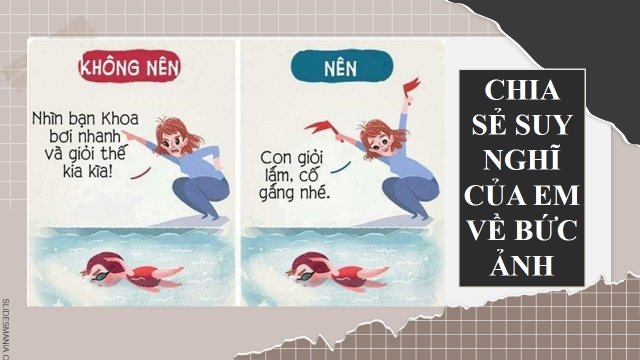 KHÔNG NÊN
Nhìn bạn Khoa
bơi nhanh
và giỏi thế
kia kìa!
NÊN
Con giỏi
lắm, cố
gắng nhé.
CHIA
SẺ SUY
NGHĨ
CỦA EM
VỀ BỨC
ẢNH
SLIDESMANIA.C